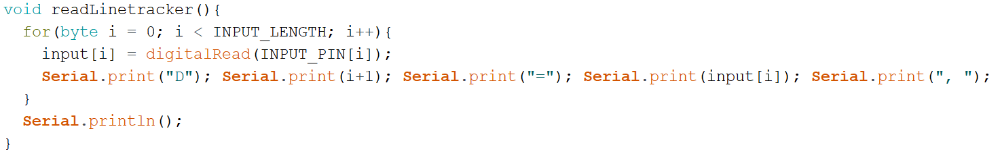 void readLinetracker(){
  for(byte i = 0; i < INPUT_LENGTH; i++){
    input[i] = digitalRead(INPUT_PIN[i]);
    Serial.print("D"); Serial.print(i+1); Serial.print("="); Serial.print(input[i]); Serial.print(", ");
  }
  Serial.println();
}